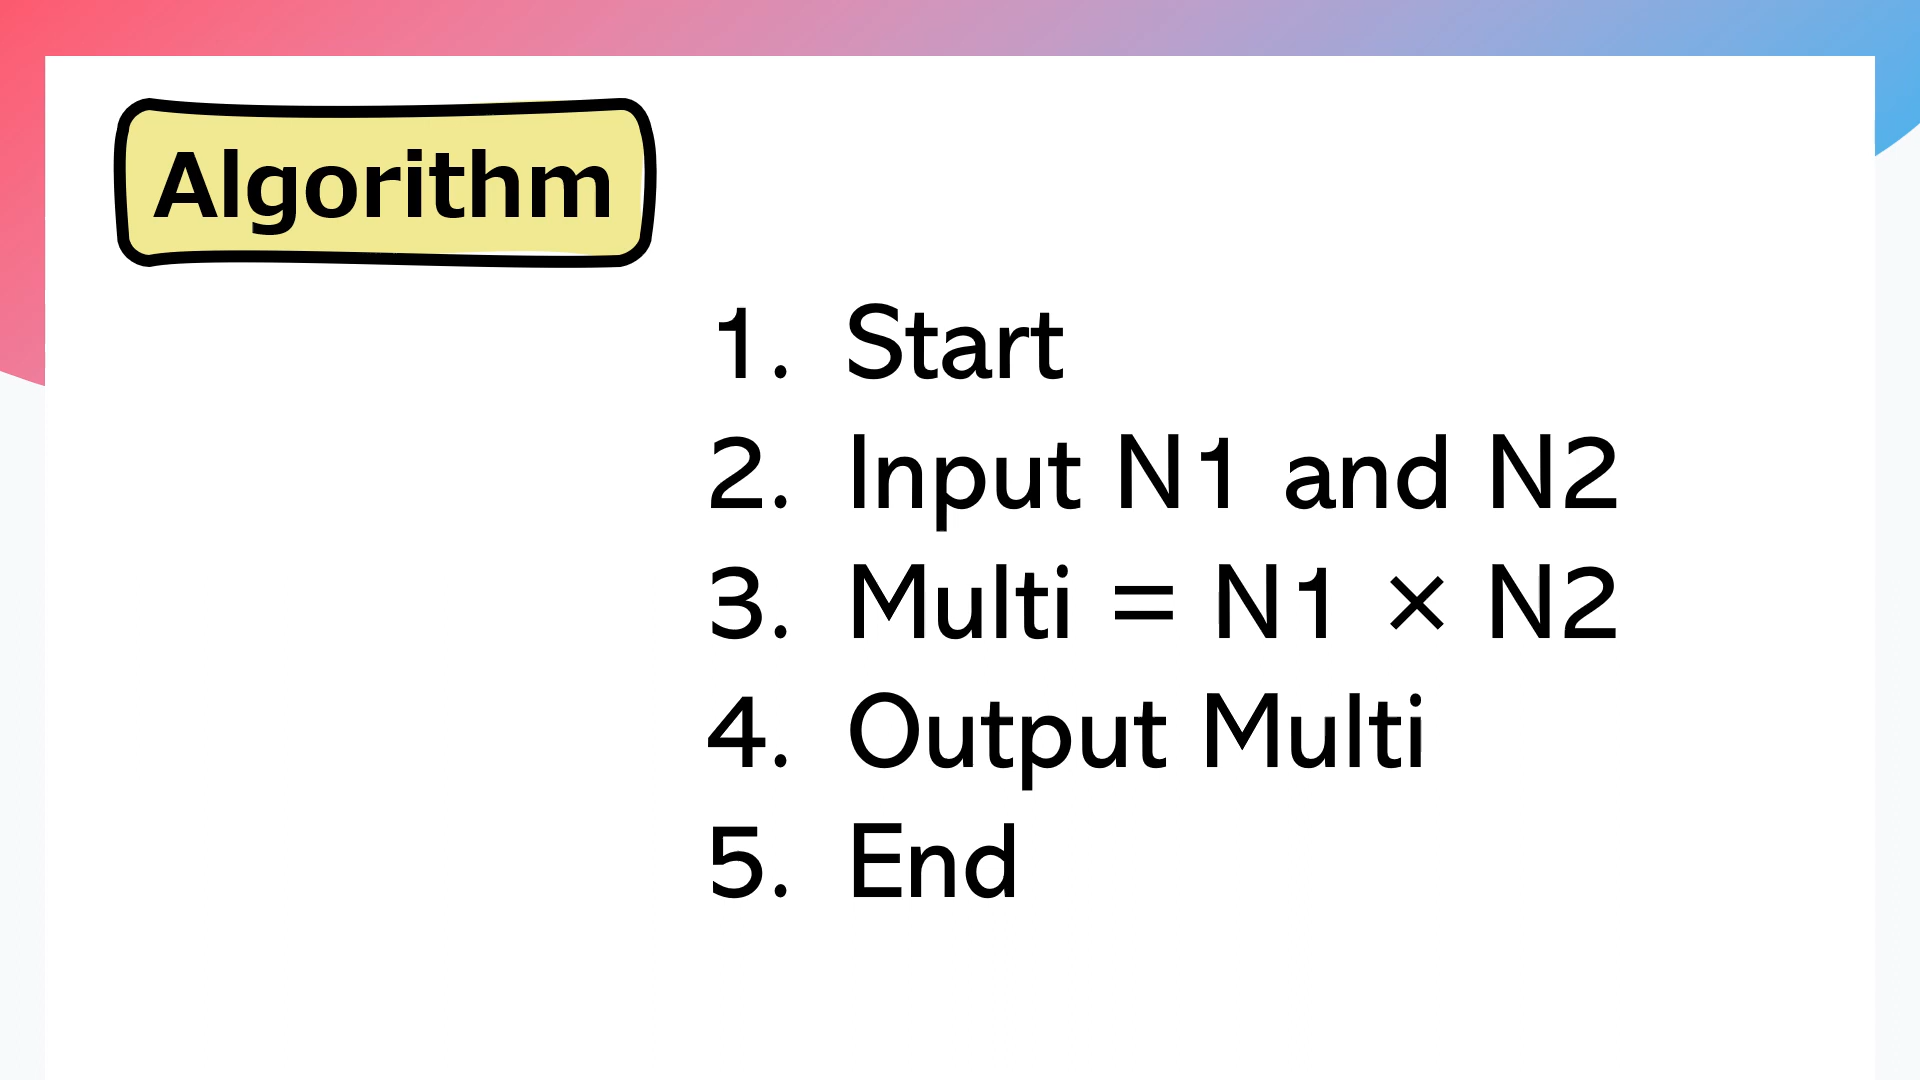 Algorithm
1. Start
2. Input N1 and N2
3. Multi = N1 × N2
4. Output Multi
5. End